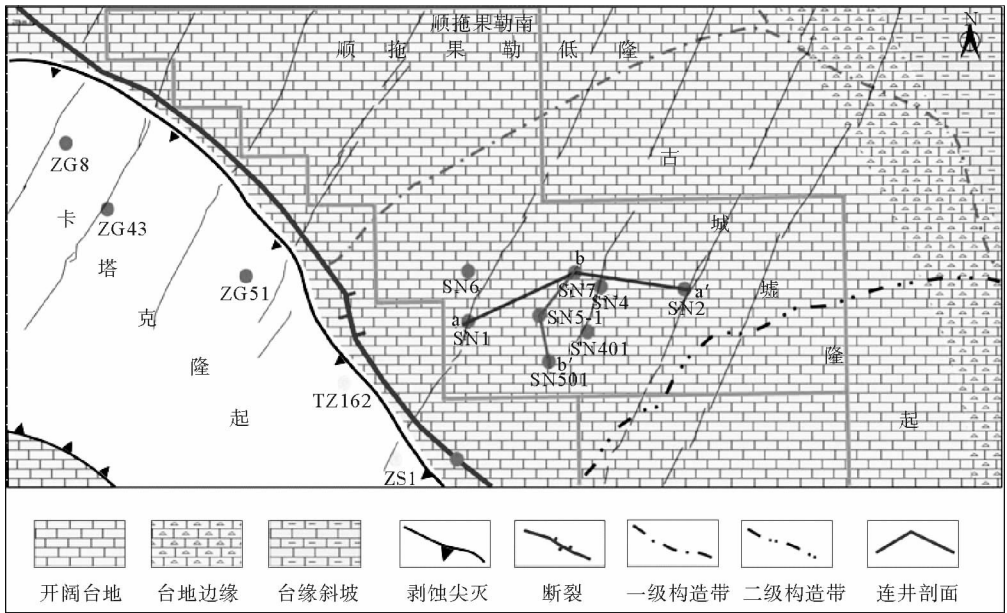 顺拖果勒南
顺拖果勒低隆
N
ZG8
ZG43
ZG51
卡塔克隆起
古城墟隆起
SN6
b
SN7
SN4
a′
SN2
a
SN1
SN5-1
SN401
b′
SN501
TZ162
ZS1
开阔台地 台地边缘 台缘斜坡 剥蚀尖灭 断裂 一级构造带 二级构造带 连井剖面